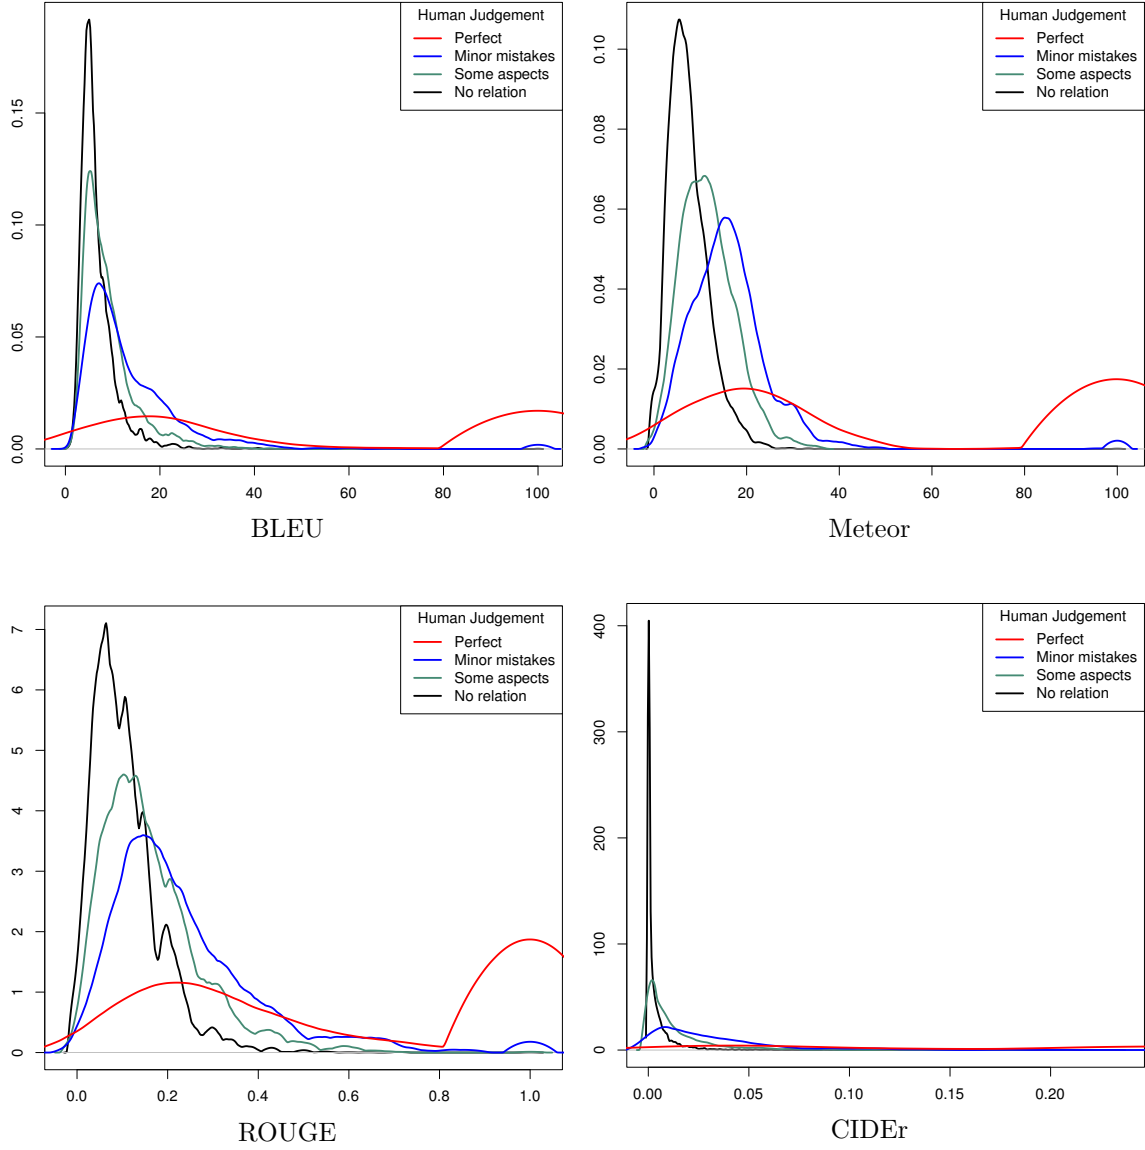 Human Judgement
Perfect
Minor mistakes
Some aspects
No relation
0.00 0.05 0.10 0.15
0 20 40 60 80 100
BLEU
Human Judgement
Perfect
Minor mistakes
Some aspects
No relation
0.00 0.02 0.04 0.06 0.08 0.10
0 20 40 60 80 100
Meteor
Human Judgement
Perfect
Minor mistakes
Some aspects
No relation
0 1 2 3 4 5 6 7
0.0 0.2 0.4 0.6 0.8 1.0
ROUGE
Human Judgement
Perfect
Minor mistakes
Some aspects
No relation
0 100 200 300 400
0.00 0.05 0.10 0.15 0.20
CIDEr